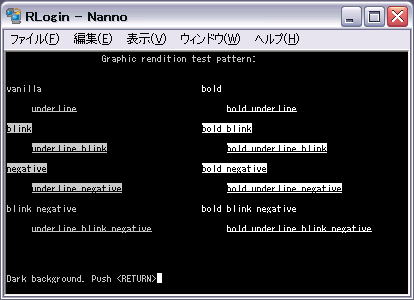 RLogin - Nanno
ファイル(F) 編集(E) 表示(V) ウィンドウ(W) ヘルプ(H)
Graphic rendition test pattern:
vanilla bold
underline bold underline
blink bold blink
underline blink bold underline blink
negative bold negative
underline negative bold underline negative
blink negative bold blink negative
underline blink negative bold underline blink negative
Dark background. Push <RETURN>